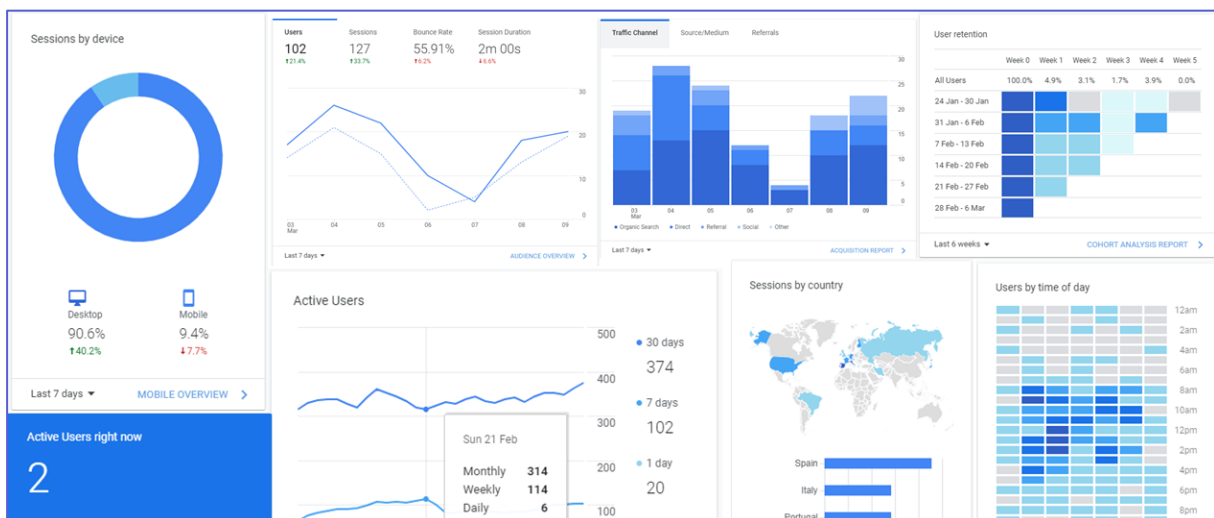 Sessions by device
Desktop Mobile
90.6% 9.4%
↑40.2% ↓7.7%
Last 7 days MOBILE OVERVIEW
Active Users right now
2
Users Sessions Bounce Rate Session Duration
102 127 55.91% 2m 00s
↑21.4% ↑33.7% ↑6.2% ↓6.6%
30
20
10
0
03 04 05 06 07 08 09
Mar
Last 7 days AUDIENCE OVERVIEW
Traffic Channel Source/Medium Referrals
30
25
20
15
10
5
0
03 04 05 06 07 08 09
Mar
Organic Search Direct Referral Social Other
Last 7 days ACQUISITION REPORT
User retention
Week 0 Week 1 Week 2 Week 3 Week 4 Week 5
All Users 100.0% 4.9% 3.1% 1.7% 3.9% 0.0%
24 Jan - 30 Jan
31 Jan - 6 Feb
7 Feb - 13 Feb
14 Feb - 20 Feb
21 Feb - 27 Feb
28 Feb - 6 Mar
Last 6 weeks COHORT ANALYSIS REPORT
Active Users
500
400
300
200
100
30 days
374
7 days
102
1 day
20
Sun 21 Feb
Monthly 314
Weekly 114
Daily 6
Sessions by country
Spain
Italy
Portugal
Users by time of day
12am
2am
4am
6am
8am
10am
12pm
2pm
4pm
6pm
8pm